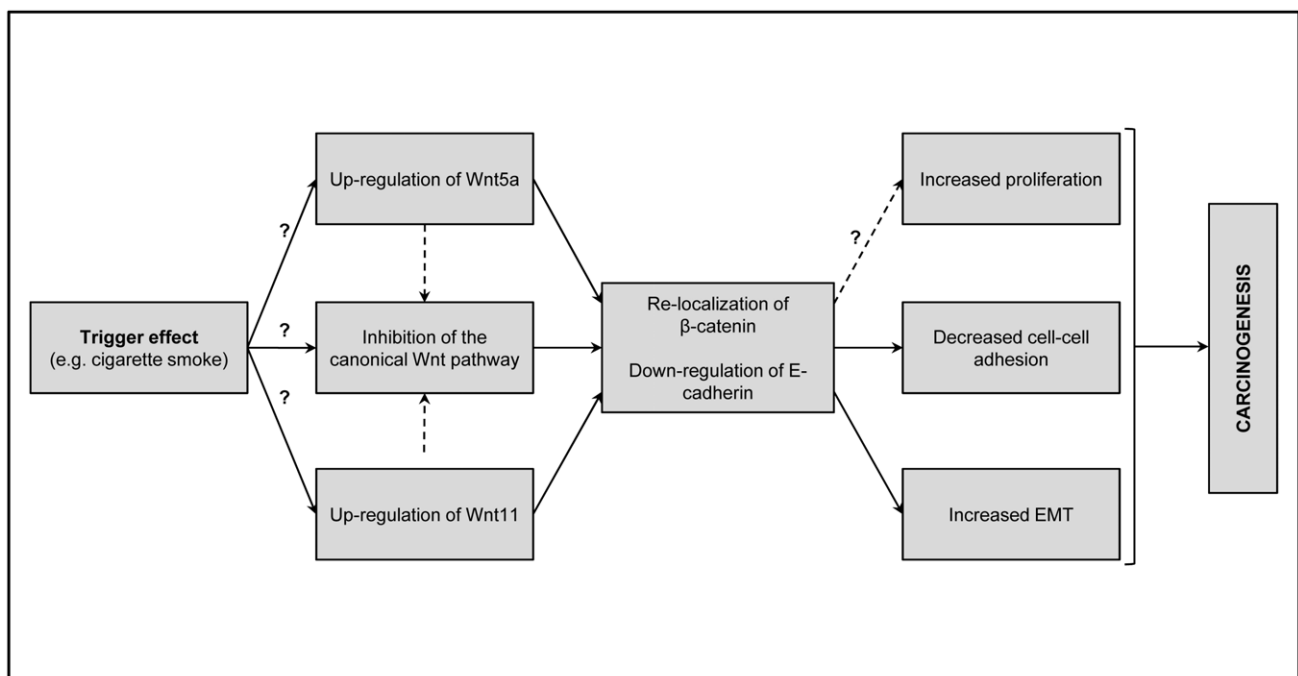 Trigger effect
(e.g. cigarette smoke)
?
?
?
Up-regulation of Wnt5a
Inhibition of the
canonical Wnt pathway
Up-regulation of Wnt11
Re-localization of
β-catenin
Down-regulation of E-
cadherin
?
Increased proliferation
Decreased cell-cell
adhesion
Increased EMT
CARCINOGENESIS